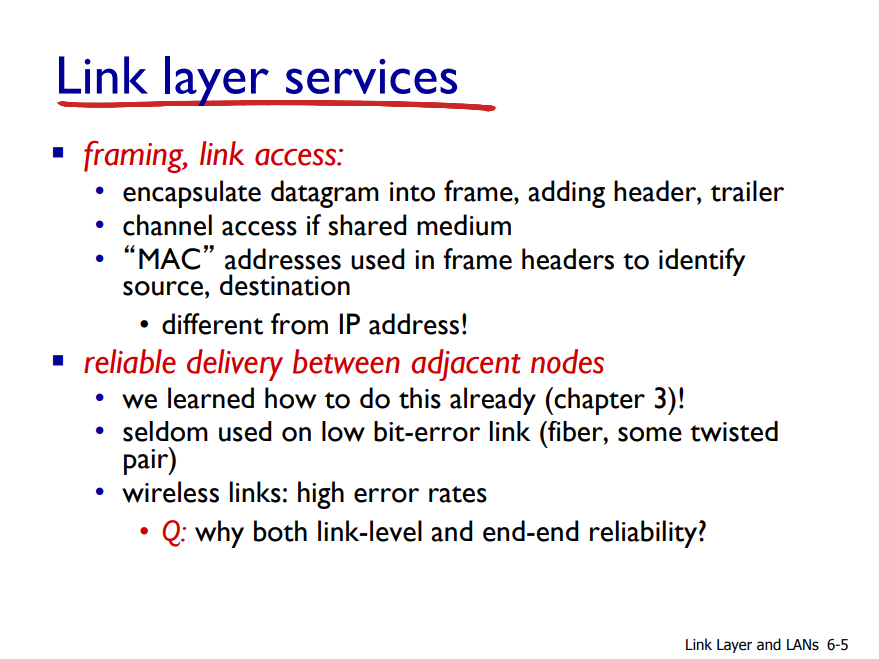 Link layer services
▪ framing, link access:
• encapsulate datagram into frame, adding header, trailer
• channel access if shared medium
• “MAC” addresses used in frame headers to identify
source, destination
• different from IP address!
▪ reliable delivery between adjacent nodes
• we learned how to do this already (chapter 3)!
• seldom used on low bit-error link (fiber, some twisted
pair)
• wireless links: high error rates
• Q: why both link-level and end-end reliability?
Link Layer and LANs 6-5